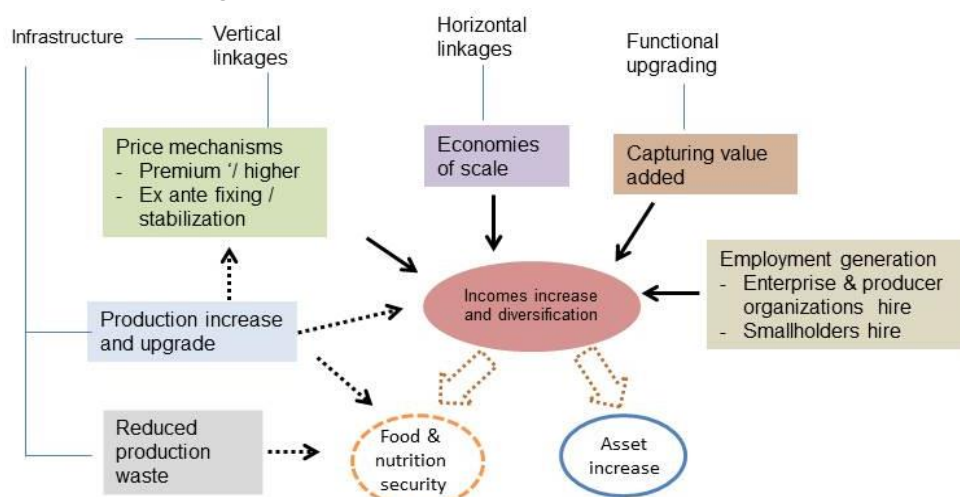 Infrastructure
Vertical
linkages
Horizontal
linkages
Functional
upgrading
Price mechanisms
- Premium ‘/ higher
- Ex ante fixing /
stabilization
Economies
of scale
Capturing value
added
Employment generation
- Enterprise & producer
organizations hire
- Smallholders hire
Incomes increase
and diversification
Production increase
and upgrade
Reduced
production
waste
Food &
nutrition
security
Asset
increase